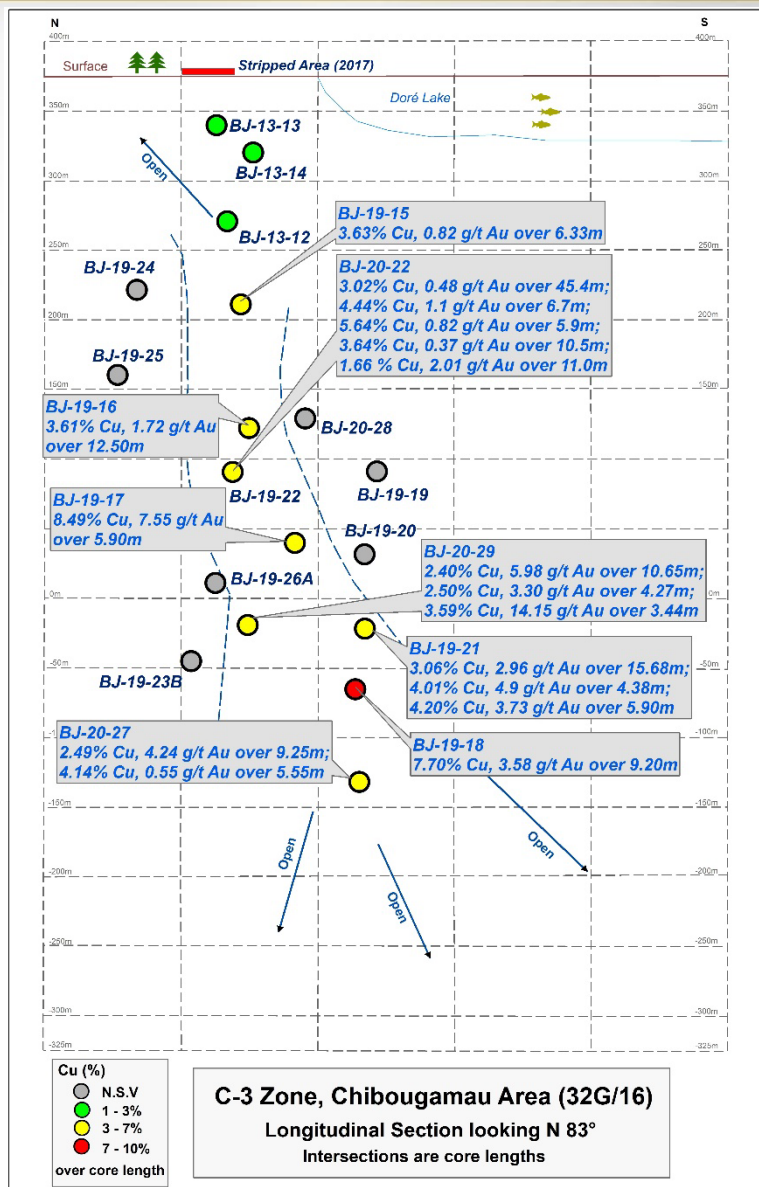 N
S
400m
400m
Surface
Stripped Area (2017)
Doré Lake
350m
350m
BJ-13-13
BJ-13-14
Open
300m
300m
BJ-13-12
BJ-19-15
3.63% Cu, 0.82 g/t Au over 6.33m
250m
250m
BJ-19-24
BJ-20-22
3.02% Cu, 0.48 g/t Au over 45.4m;
4.44% Cu, 1.1 g/t Au over 6.7m;
5.64% Cu, 0.82 g/t Au over 5.9m;
3.64% Cu, 0.37 g/t Au over 10.5m;
1.66 % Cu, 2.01 g/t Au over 11.0m
200m
200m
BJ-19-25
150m
150m
BJ-19-16
3.61% Cu, 1.72 g/t Au
over 12.50m
BJ-20-28
BJ-19-22
BJ-19-19
BJ-19-17
8.49% Cu, 7.55 g/t Au
over 5.90m
BJ-19-20
50m
BJ-20-29
2.40% Cu, 5.98 g/t Au over 10.65m;
2.50% Cu, 3.30 g/t Au over 4.27m;
3.59% Cu, 14.15 g/t Au over 3.44m
BJ-19-26A
0m
0m
BJ-19-21
3.06% Cu, 2.96 g/t Au over 15.68m;
4.01% Cu, 4.9 g/t Au over 4.38m;
4.20% Cu, 3.73 g/t Au over 5.90m
-50m
-50m
BJ-19-23B
BJ-20-27
2.49% Cu, 4.24 g/t Au over 9.25m;
4.14% Cu, 0.55 g/t Au over 5.55m
BJ-19-18
7.70% Cu, 3.58 g/t Au over 9.20m
-100m
-150m
-150m
Open
Open
Open
-200m
-200m
-250m
-250m
-300m
-300m
-325m
-325m
Cu (%)
N.S.V
1 - 3%
3 - 7%
7 - 10%
over core length
C-3 Zone, Chibougamau Area (32G/16)
Longitudinal Section looking N 83°
Intersections are core lengths